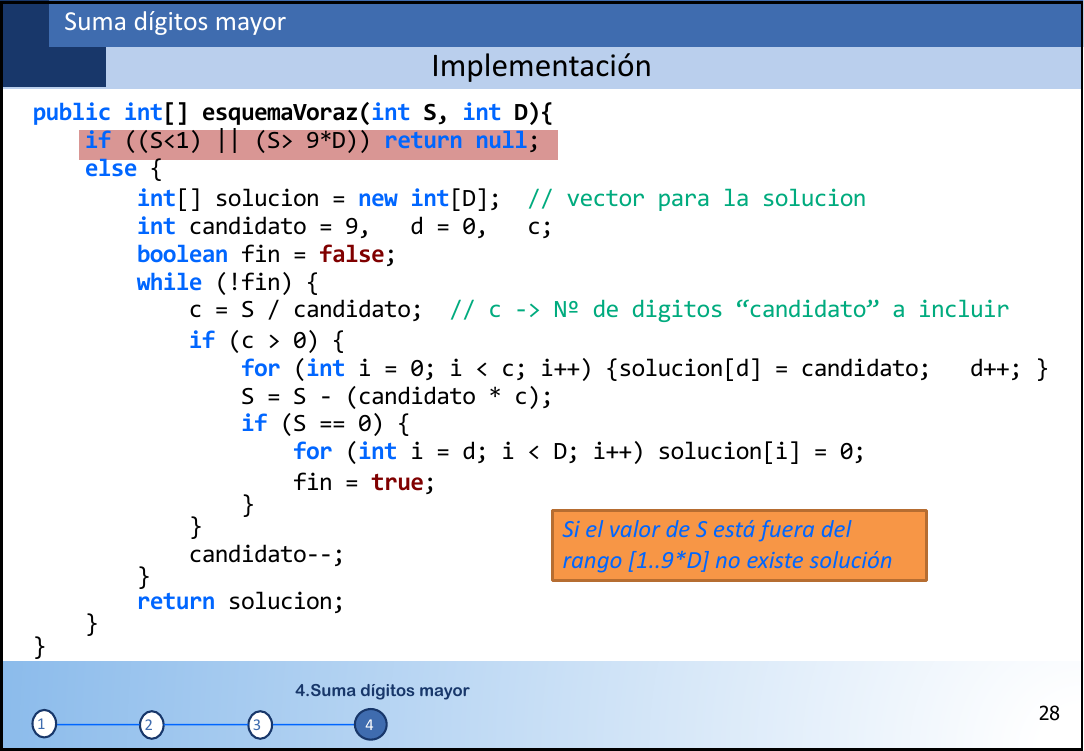 Suma dígitos mayor
Implementación
public int[] esquemaVoraz(int S, int D){
if ((S<1) || (S> 9*D)) return null;
else {
int[] solucion = new int[D];  // vector para la solucion
int candidato = 9,   d = 0,   c;
boolean fin = false;
while (!fin) {
c = S / candidato;  // c -> Nº de digitos “candidato” a incluir
if (c > 0) {
for (int i = 0; i < c; i++) {solucion[d] = candidato;   d++; }
S = S - (candidato * c);
if (S == 0) {
for (int i = d; i < D; i++) solucion[i] = 0;
fin = true;
}
}
candidato--;
}
return solucion;
}
}
Si el valor de S está fuera del
rango [1..9*D] no existe solución
4.Suma dígitos mayor
1 2 3 4
28